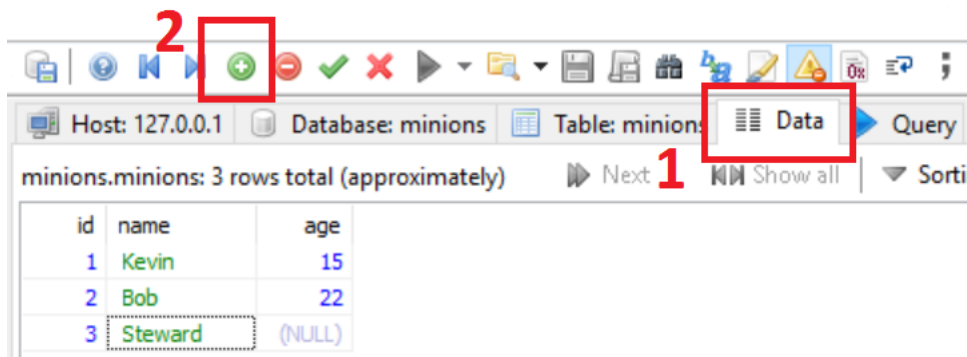 2
Host: 127.0.0.1 Database: minions Table: minions Data Query
minions.minions: 3 rows total (approximately) Next 1 Show all Sorti
id name age
1 Kevin 15
2 Bob 22
3 Steward (NULL)